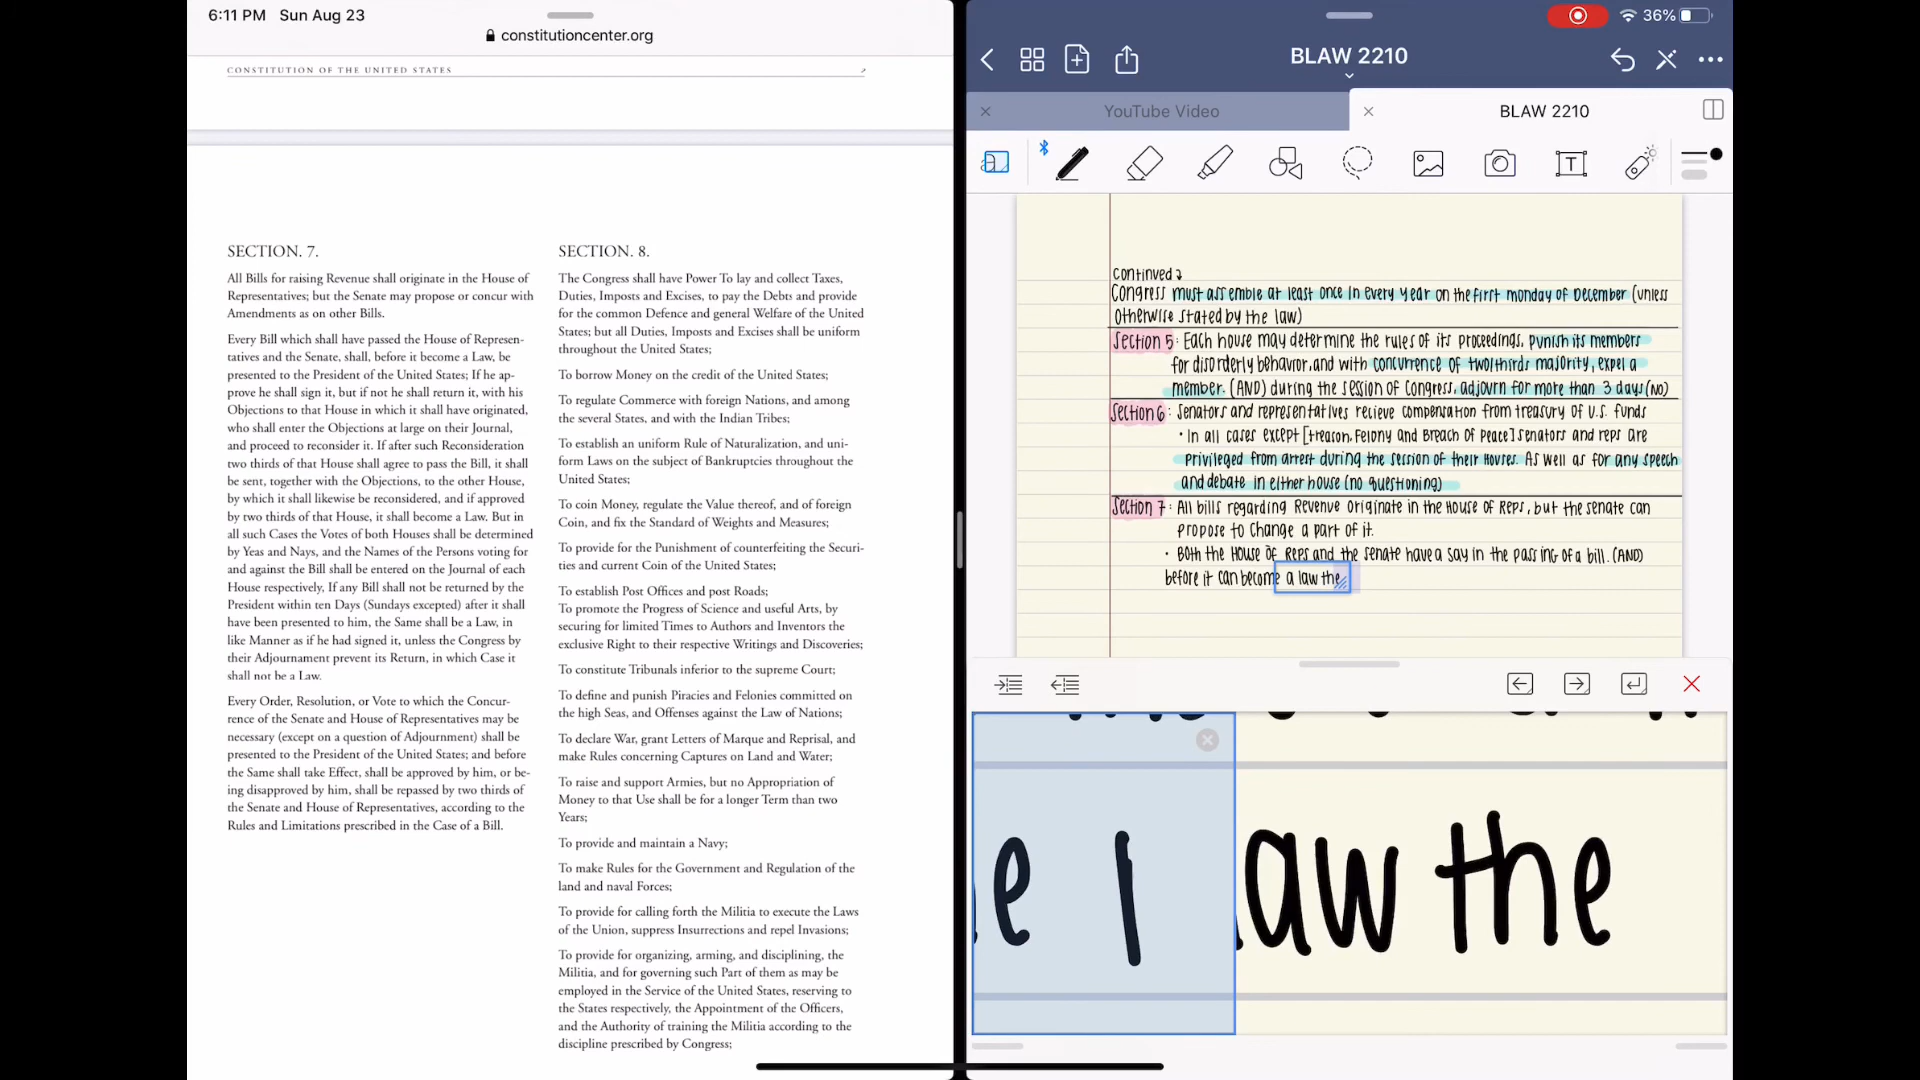 6:11 PM Sun Aug 23
constitutioncenter.org
CONSTITUTION OF THE UNITED STATES
SECTION. 7.
All Bills for raising Revenue shall originate in the House of
Representatives; but the Senate may propose or concur with
Amendments as on other Bills.
Every Bill which shall have passed the House of Represen-
tatives and the Senate, shall, before it become a Law, be
presented to the President of the United States; If he ap-
prove he shall sign it, but if not he shall return it, with his
Objections to that House in which it shall have originated,
who shall enter the Objections at large on their Journal,
and proceed to reconsider it. If after such Reconsideration
two thirds of that House shall agree to pass the Bill, it shall
be sent, together with the Objections, to the other House,
by which it shall likewise be reconsidered, and if approved
by two thirds of that House, it shall become a Law. But in
all such Cases the Votes of both Houses shall be determined
by Yeas and Nays, and the Names of the Persons voting for
and against the Bill shall be entered on the Journal of each
House respectively, If any Bill shall not be returned by the
President within ten Days (Sundays excepted) after it shall
have been presented to him, the Same shall be a Law, in
like Manner as if he had signed it, unless the Congress by
their Adjournament prevent its Return, in which Case it
shall not be a Law.
Every Order, Resolution, or Vote to which the Concur-
rence of the Senate and House of Representatives may be
necessary (except on a question of Adjournment) shall be
presented to the President of the United States; and before
the Same shall take Effect, shall be approved by him, or be-
ing disapproved by him, shall be repassed by two thirds of
the Senate and House of Representatives, according to the
Rules and Limitations prescribed in the Case of a Bill.
SECTION. 8.
The Congress shall have Power To lay and collect Taxes,
Duties, Imposts and Excises, to pay the Debts and provide
for the common Defence and general Welfare of the United
States; but all Duties, Imposts and Excises shall be uniform
throughout the United States;
To borrow Money on the credit of the United States;
To regulate Commerce with foreign Nations, and among
the several States, and with the Indian Tribes;
To establish an uniform Rule of Naturalization, and uni-
form Laws on the subject of Bankruptcies throughout the
United States;
To coin Money, regulate the Value thereof, and of foreign
Coin, and fix the Standard of Weights and Measures;
To provide for the Punishment of counterfeiting the Securi-
ties and current Coin of the United States;
To establish Post Offices and post Roads;
To promote the Progress of Science and useful Arts, by
securing for limited Times to Authors and Inventors the
exclusive Right to their respective Writings and Discoveries;
To constitute Tribunals inferior to the supreme Court;
To define and punish Piracies and Felonies committed on
the high Seas, and Offenses against the Law of Nations;
To declare War, grant Letters of Marque and Reprisal, and
make Rules concerning Captures on Land and Water;
To raise and support Armies, but no Appropriation of
Money to that Use shall be for a longer Term than two
Years;
To provide and maintain a Navy;
To make Rules for the Government and Regulation of the
land and naval Forces;
To provide for calling forth the Militia to execute the Laws
of the Union, suppress Insurrections and repel Invasions;
To provide for organizing, arming, and disciplining, the
Militia, and for governing such Part of them as may be
employed in the Service of the United States, reserving to
the States respectively, the Appointment of the Officers,
and the Authority of training the Militia according to the
discipline prescribed by Congress;
36%
BLAW 2210
YouTube Video
BLAW 2210
Continued
Congress must assemble at least once in every year on the first monday of December (unless
otherwise stated by the law)
Section 5: Each house may determine the rules of its proceedings, punish its members
for disorderly behavior, and with concurrence of two/thirds majority, expel a
member. (AND) during the session of Congress, adjourn for more than 3 days (NO)
Section 6: Senators and representatives recieve compensation from treasury of U.S. funds
• In all cases except [treason, Felony and Breach of Peace] senators and reps are
privileged from arrest during the session of their houses. As well as for any speech
and debate in either house (no questioning)
Section 7: All bills regarding Revenue originate in the House of Reps, but the senate can
propose to change a part of it.
• Both the House of Reps and the senate have a say in the passing of a bill. (AND)
before it can become a law the
e l law the